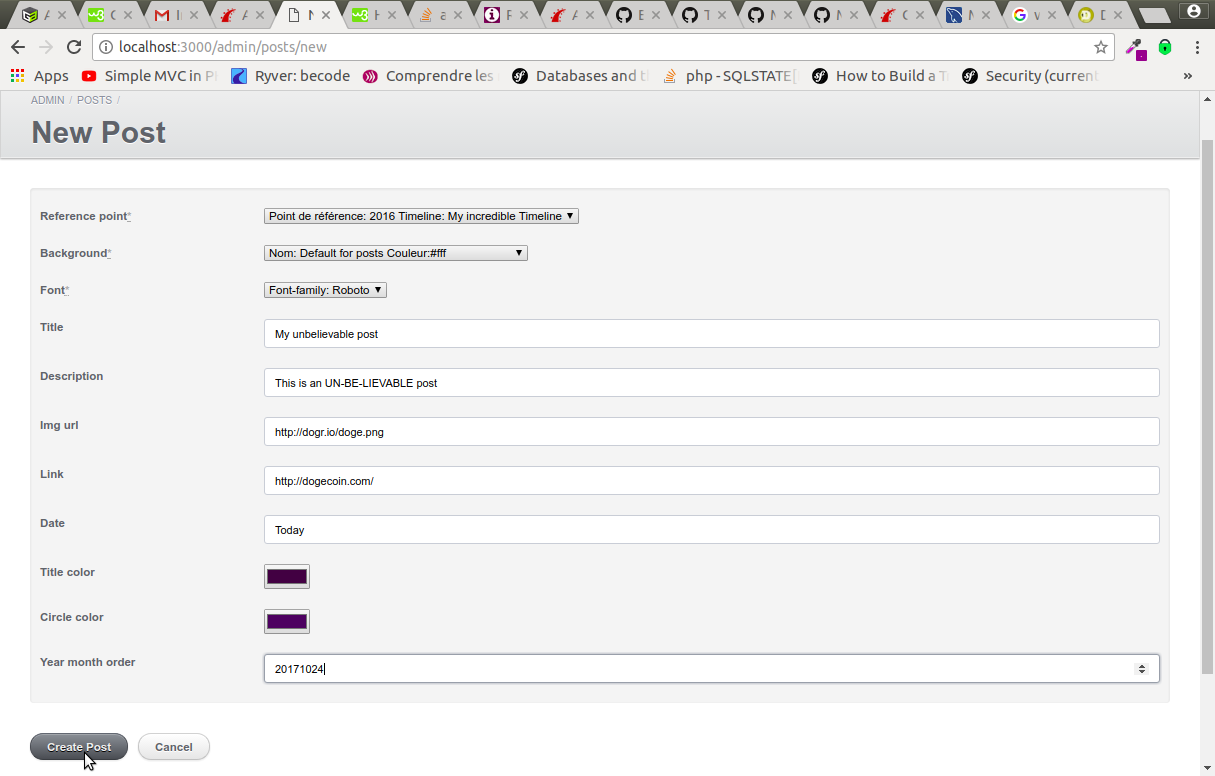 localhost:3000/admin/posts/new
Apps Simple MVC in P Ryver: becode Comprendre les Databases and t php - SQLSTATE[ How to Build a T Security (current »
ADMIN / POSTS /
New Post
Reference point* Point de référence: 2016 Timeline: My incredible Timeline
Background* Nom: Default for posts Couleur:#fff
Font* Font-family: Roboto
Title My unbelievable post
Description This is an UN-BE-LIEVABLE post
Img url http://dogr.io/doge.png
Link http://dogecoin.com/
Date Today
Title color
Circle color
Year month order 20171024
Create Post Cancel